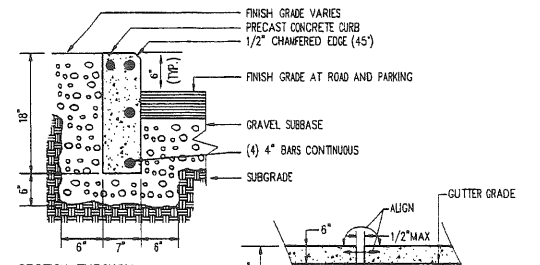 FINISH GRADE VARIES
PRECAST CONCRETE CURB
1/2" CHAMFERED EDGE (45°)
6"
(TYP.)
FINISH GRADE AT ROAD AND PARKING
18"
GRAVEL SUBBASE
(4) 4" BARS CONTINUOUS
SUBGRADE
6"
7"
6"
ALIGN
GUTTER GRADE
6"
1/2"MAX